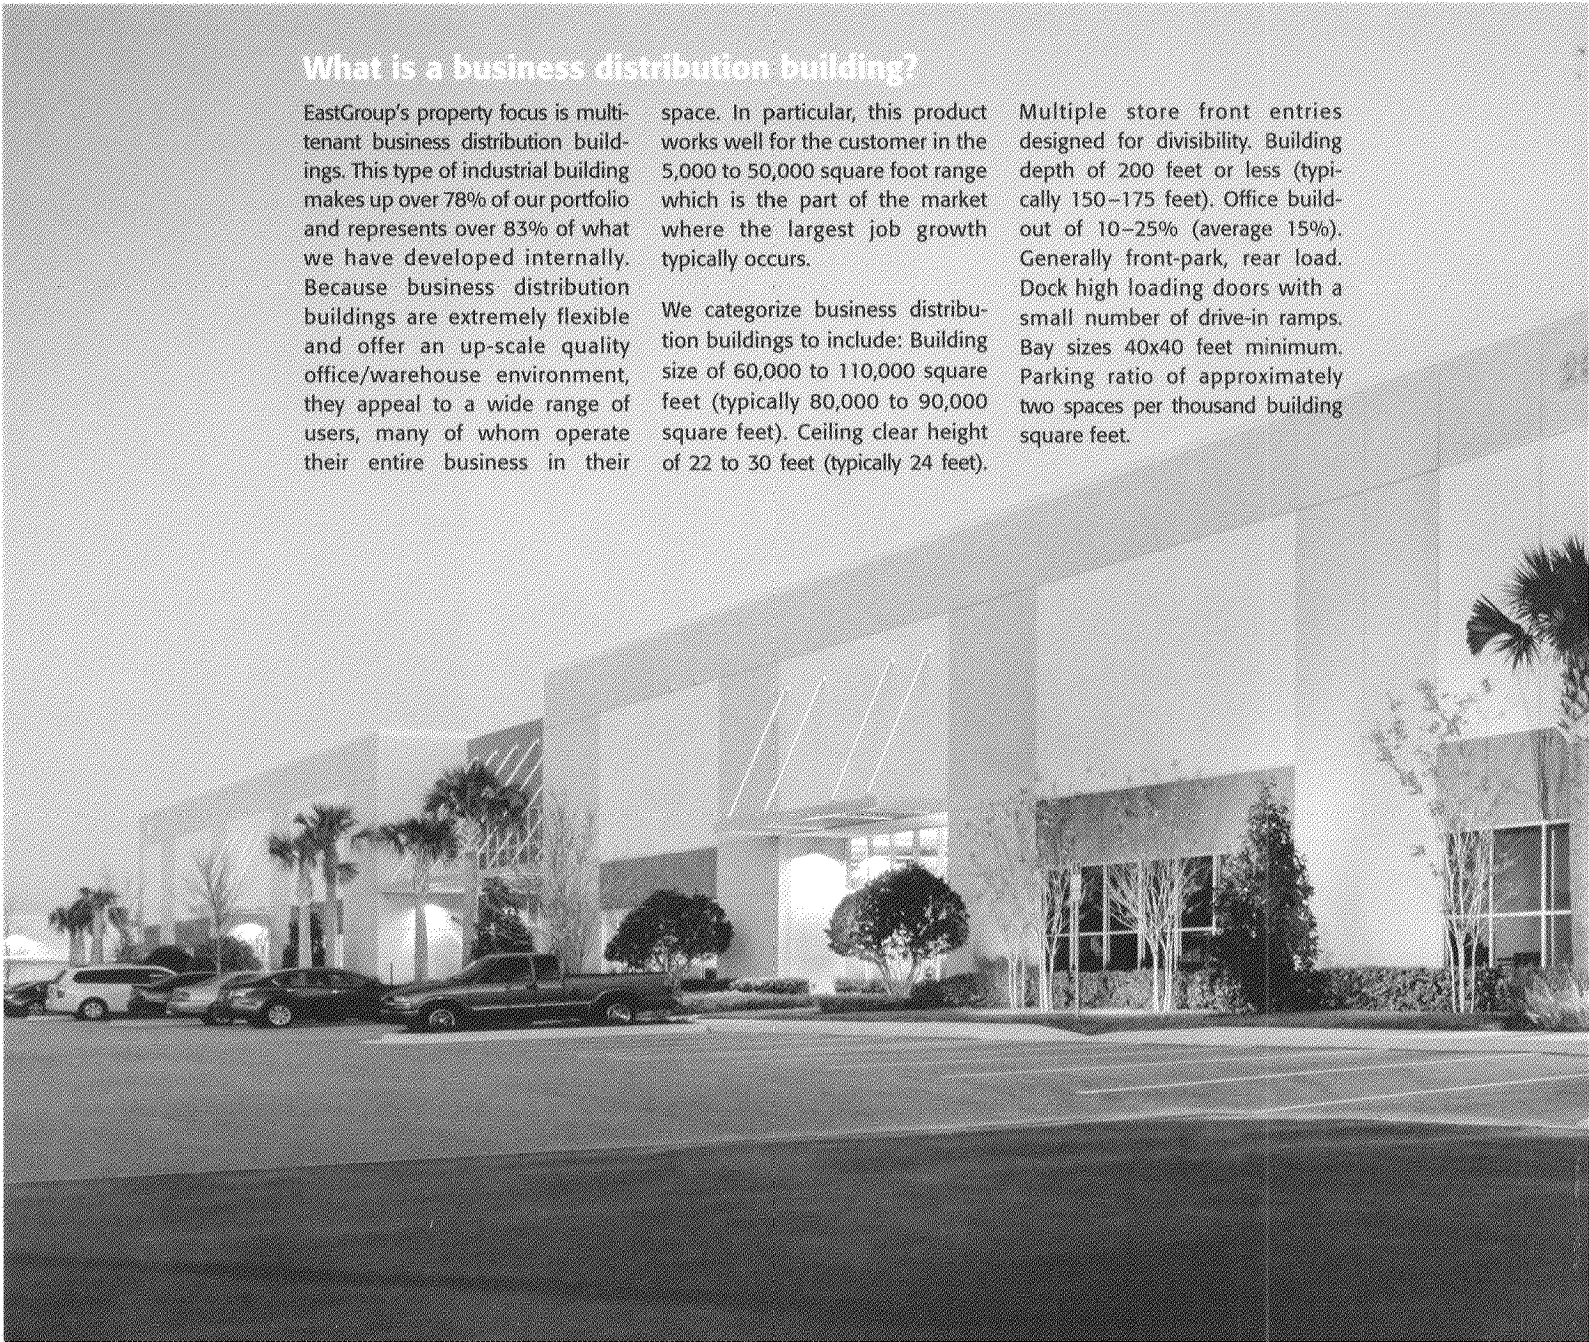 What is a business distribution building?
EastGroup's property focus is multi-
tenant business distribution build-
ings. This type of industrial building
makes up over 78% of our portfolio
and represents over 83% of what
we have developed internally.
Because business distribution
buildings are extremely flexible
and offer an up-scale quality
office/warehouse environment,
they appeal to a wide range of
users, many of whom operate
their entire business in their
space. In particular, this product
works well for the customer in the
5,000 to 50,000 square foot range
which is the part of the market
where the largest job growth
typically occurs.
We categorize business distribu-
tion buildings to include: Building
size of 60,000 to 110,000 square
feet (typically 80,000 to 90,000
square feet). Ceiling clear height
of 22 to 30 feet (typically 24 feet).
Multiple store front entries
designed for divisibility. Building
depth of 200 feet or less (typi-
cally 150–175 feet). Office build-
out of 10–25% (average 15%).
Generally front-park, rear load.
Dock high loading doors with a
small number of drive-in ramps.
Bay sizes 40x40 feet minimum.
Parking ratio of approximately
two spaces per thousand building
square feet.